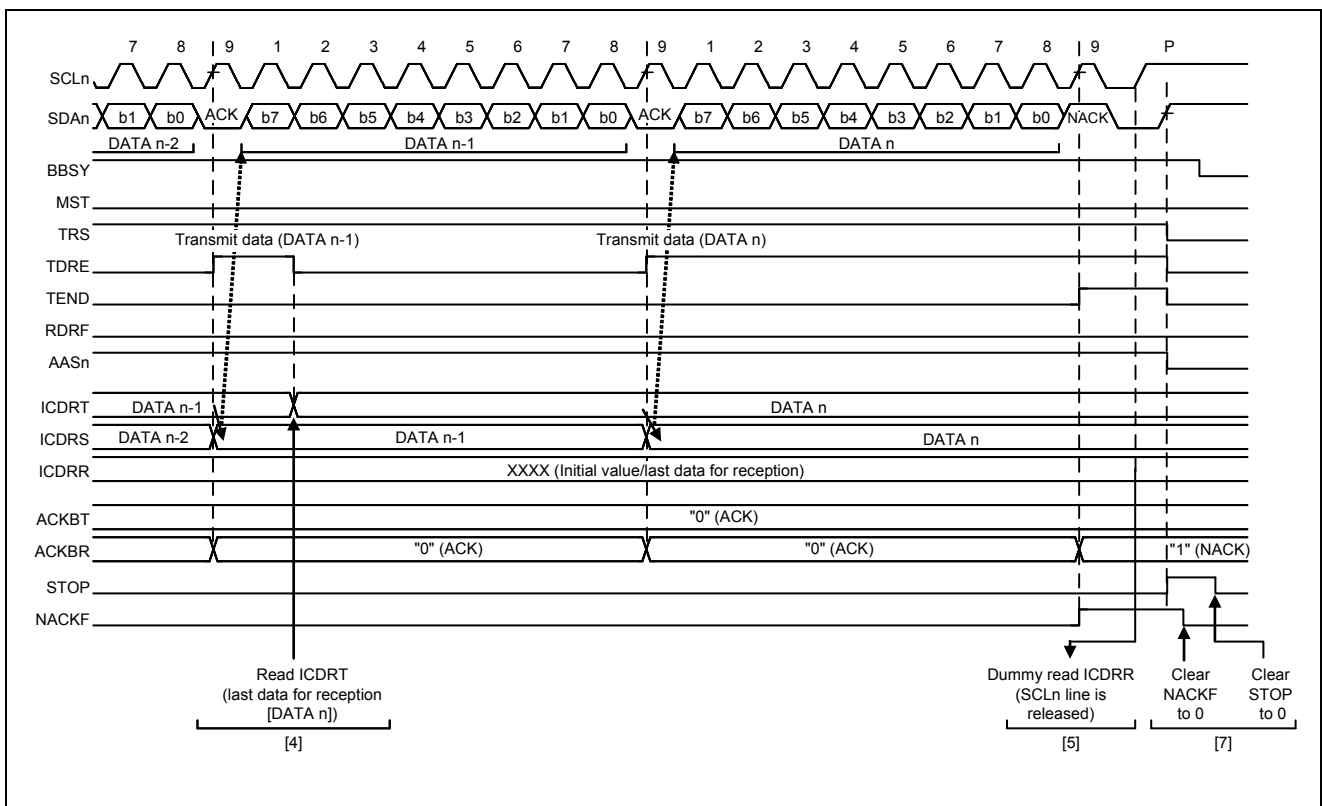 7 8 9 1 2 3 4 5 6 7 8 9 1 2 3 4 5 6 7 8 9 P
SCLn
SDAn b1 b0 ACK b7 b6 b5 b4 b3 b2 b1 b0 ACK b7 b6 b5 b4 b3 b2 b1 b0 NACK
DATA n-2 DATA n-1 DATA n
BBSY
MST
TRS
Transmit data (DATA n-1) Transmit data (DATA n)
TDRE
TEND
RDRF
AASn
ICDRT DATA n-1 DATA n
ICDRS DATA n-2 DATA n-1 DATA n
ICDRR XXXX (Initial value/last data for reception)
ACKBT "0" (ACK)
ACKBR "0" (ACK) "0" (ACK) "1" (NACK)
STOP
NACKF
Read ICDRT
(last data for reception
[DATA n])
[4]
Dummy read ICDRR
(SCLn line is
released)
[5]
Clear
NACKF
to 0
Clear
STOP
to 0
[7]